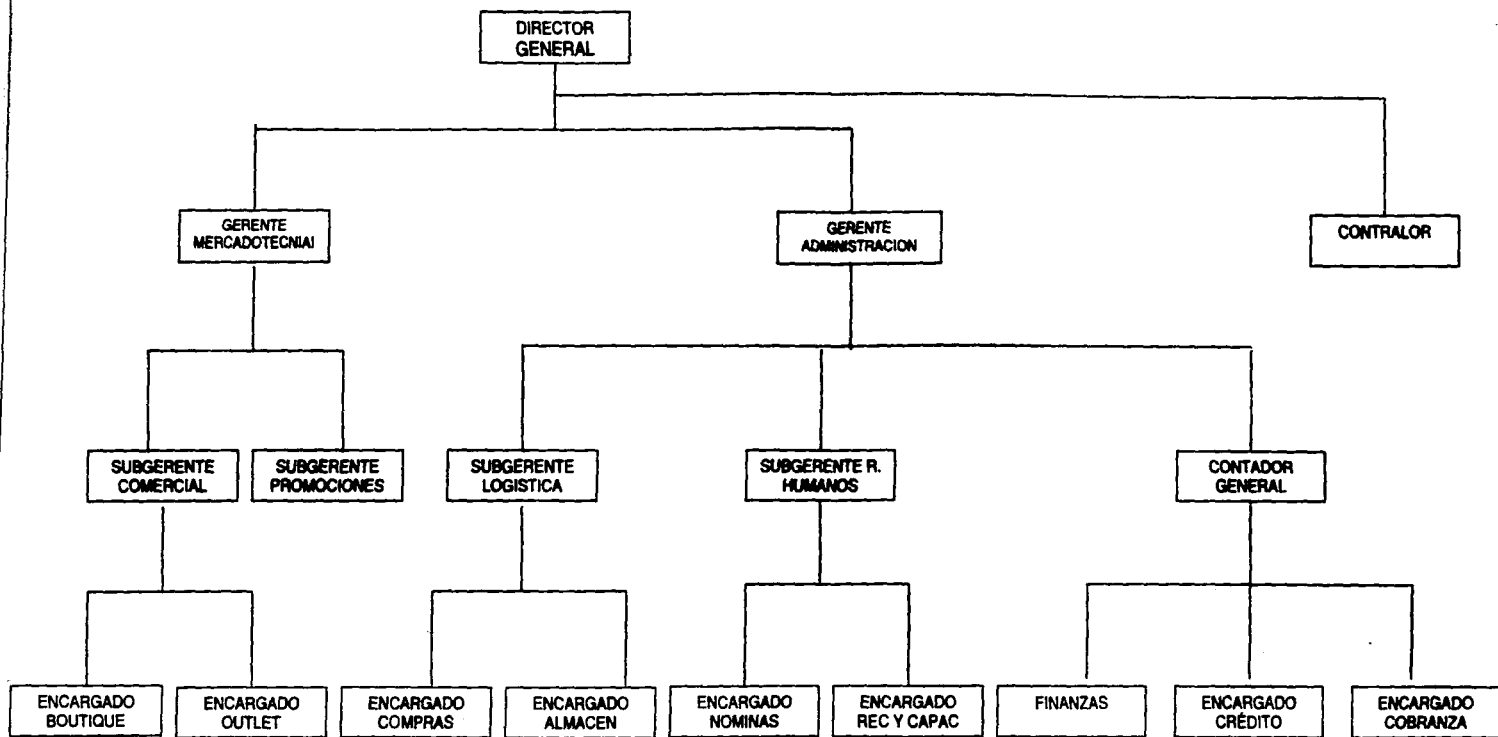 DIRECTOR
GENERAL
GERENTE
MERCADOTECNIAI
GERENTE
ADMINISTRACION
CONTRALOR
SUBGERENTE
COMERCIAL
SUBGERENTE
PROMOCIONES
SUBGERENTE
LOGISTICA
SUBGERENTE R.
HUMANOS
CONTADOR
GENERAL
ENCARGADO
BOUTIQUE
ENCARGADO
OUTLET
ENCARGADO
COMPRAS
ENCARGADO
ALMACEN
ENCARGADO
NOMINAS
ENCARGADO
REC Y CAPAC
FINANZAS
ENCARGADO
CRÉDITO
ENCARGADO
COBRANZA